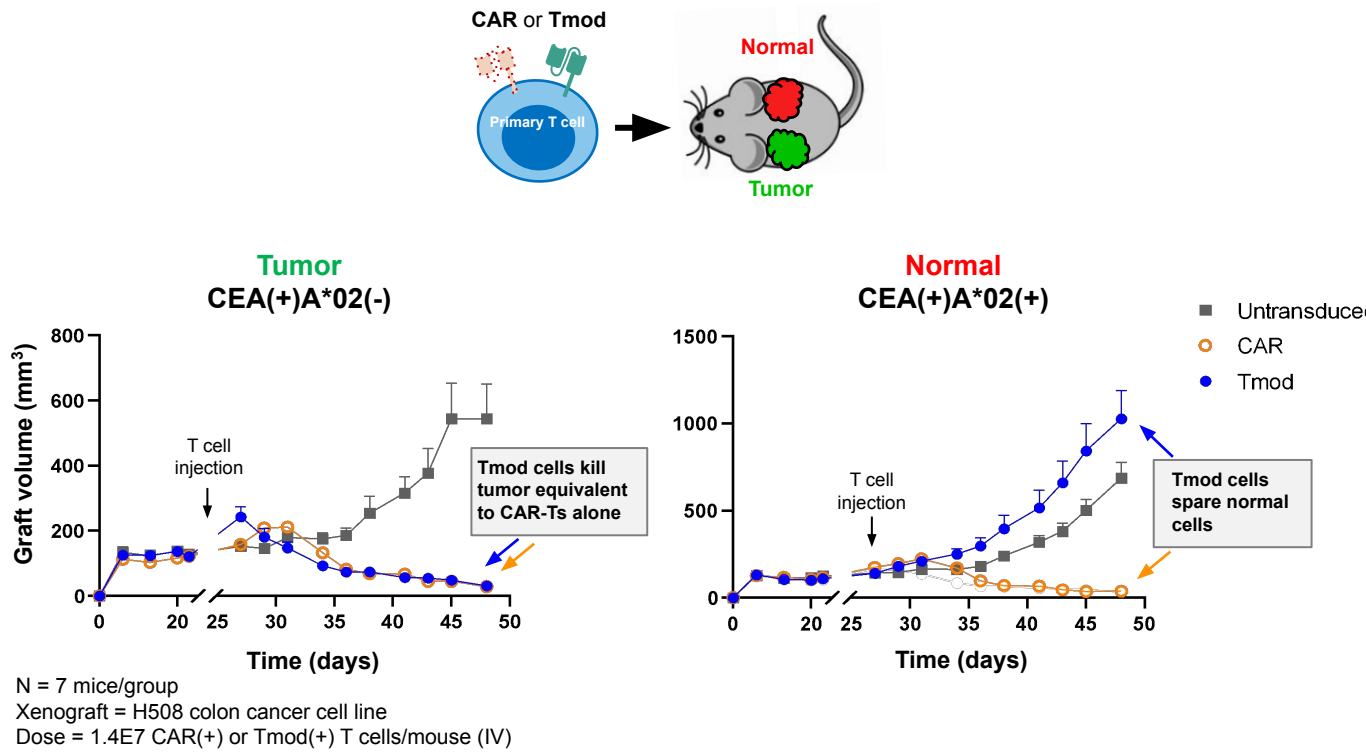 CAR or Tmod
Primary T cell
Normal
Tumor
Tumor
CEA(+)A*02(-)
Graft volume (mm³)
800
600
400
200
0
0
20
25
30
35
40
45
50
Time (days)
T cell
injection
Tmod cells kill
tumor equivalent
to CAR-Ts alone
Normal
CEA(+)A*02(+)
1500
1000
500
0
0
20
25
25
30
35
40
45
50
Time (days)
T cell
injection
Tmod cells
spare normal
cells
Untransduced
CAR
Tmod
N = 7 mice/group
Xenograft = H508 colon cancer cell line
Dose = 1.4E7 CAR(+) or Tmod(+) T cells/mouse (IV)